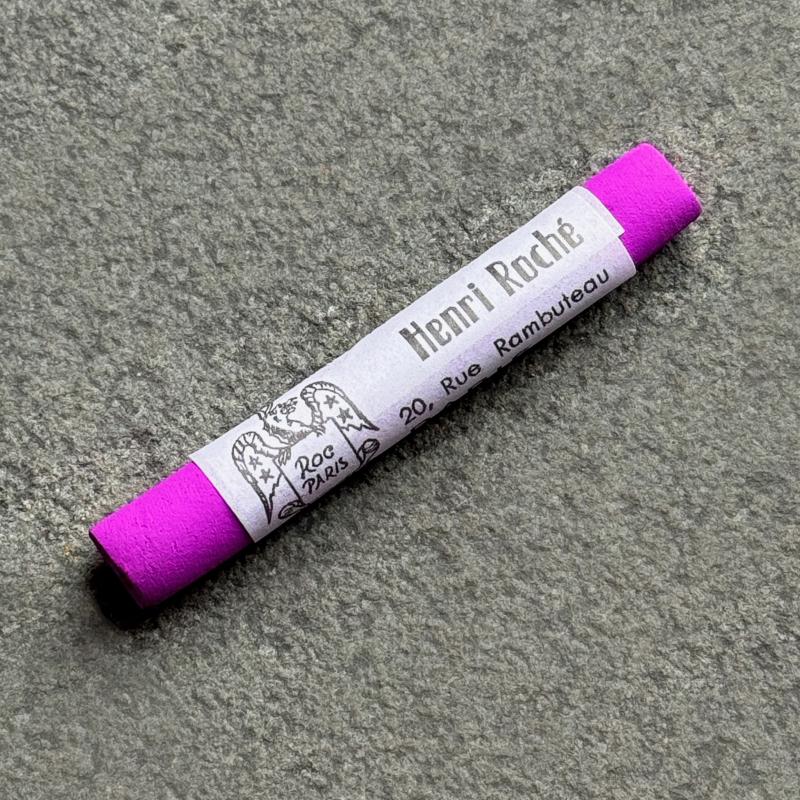 Henri Roché
20, Rue Rambuteau
ROC
PARIS